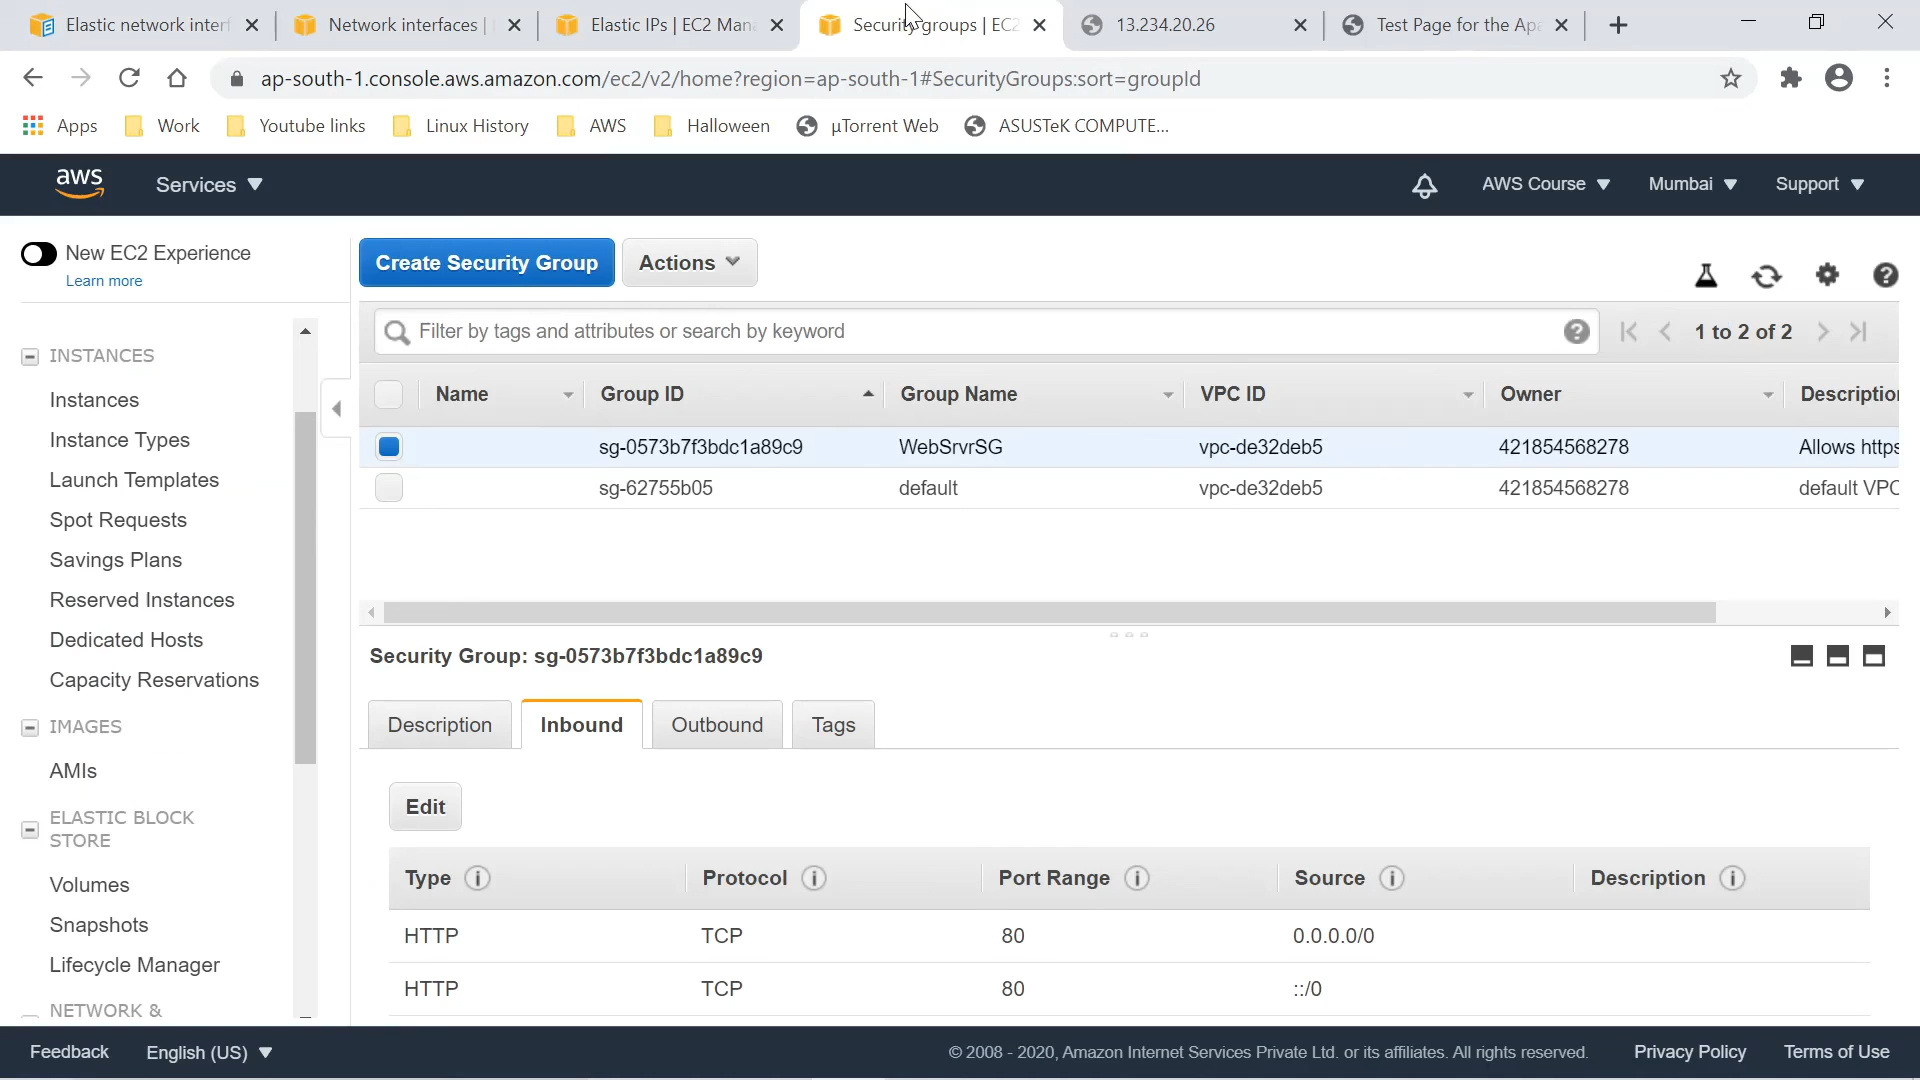 Elastic network interf
Network interfaces |
Elastic IPs | EC2 Mana
Security groups | EC2
13.234.20.26
Test Page for the Apa
ap-south-1.console.aws.amazon.com/ec2/v2/home?region=ap-south-1#SecurityGroups:sort=groupId
Apps
Work
Youtube links
Linux History
AWS
Halloween
µTorrent Web
ASUSTeK COMPUTE...
aws
Services
AWS Course
Mumbai
Support
New EC2 Experience
Learn more
INSTANCES
Instances
Instance Types
Launch Templates
Spot Requests
Savings Plans
Reserved Instances
Dedicated Hosts
Capacity Reservations
IMAGES
AMIs
ELASTIC BLOCK
STORE
Volumes
Snapshots
Lifecycle Manager
NETWORK &
Create Security Group
Actions
Filter by tags and attributes or search by keyword
1 to 2 of 2
Name Group ID Group Name VPC ID Owner Description
sg-0573b7f3bdc1a89c9 WebSrvrSG vpc-de32deb5 421854568278 Allows https
sg-62755b05 default vpc-de32deb5 421854568278 default VPC
Security Group: sg-0573b7f3bdc1a89c9
Description Inbound Outbound Tags
Edit
Type Protocol Port Range Source Description
HTTP TCP 80 0.0.0.0/0
HTTP TCP 80 ::/0
Feedback
English (US)
© 2008 - 2020, Amazon Internet Services Private Ltd. or its affiliates. All rights reserved.
Privacy Policy
Terms of Use